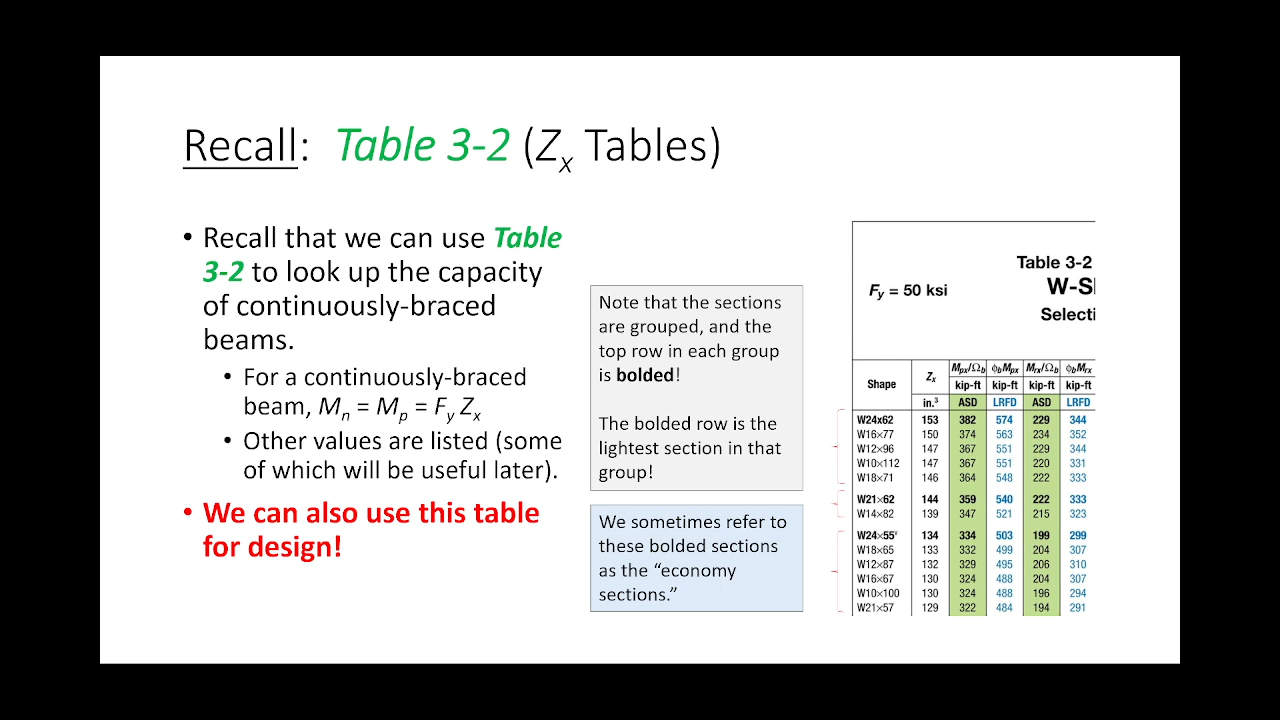 Recall: Table 3-2 (Zx Tables)
• Recall that we can use Table
3-2 to look up the capacity
of continuously-braced
beams.
• For a continuously-braced
beam, Mn = Mp = Fy Zx
• Other values are listed (some
of which will be useful later).
• We can also use this table
for design!
Note that the sections
are grouped, and the
top row in each group
is bolded!
The bolded row is the
lightest section in that
group!
We sometimes refer to
these bolded sections
as the “economy
sections.”
Table 3-2
Fy = 50 ksi
W-S
Selecti
Shape Zx Mpx/Ωb ϕbMpx Mrx/Ωb ϕbMrx
kip-ft kip-ft kip-ft kip-ft
in.3 ASD LRFD ASD LRFD
W24×62 153 382 574 229 344
W16×77 150 374 563 234 352
W12×96 147 367 551 229 344
W10×112 147 367 551 220 331
W18×71 146 364 548 222 333
W21×62 144 359 540 222 333
W14×82 139 347 521 215 323
W24×55v 134 334 503 199 299
W18×65 133 332 499 204 307
W12×87 132 329 495 206 310
W16×67 130 324 488 204 307
W10×100 130 324 488 196 294
W21×57 129 322 484 194 291